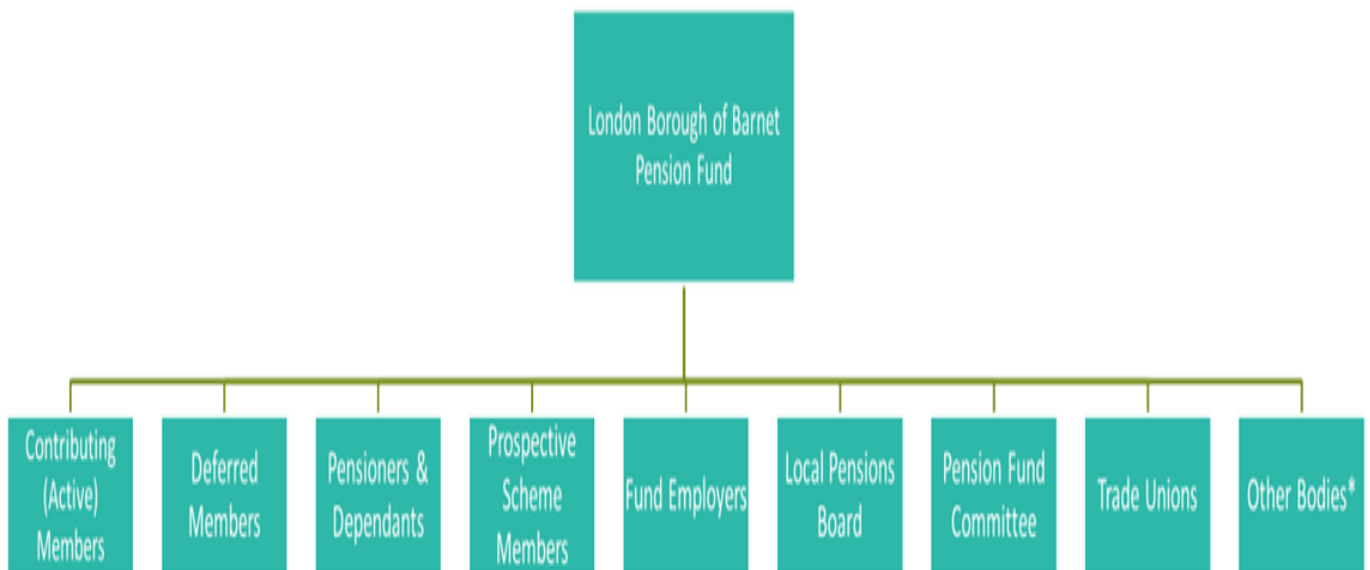 London Borough of Barnet
Pension Fund
Contributing
(Active)
Members
Deferred
Members
Pensioners &
Dependants
Prospective
Scheme
Members
Fund Employers
Local Pensions
Board
Pension Fund
Committee
Trade Unions
Other Bodies*